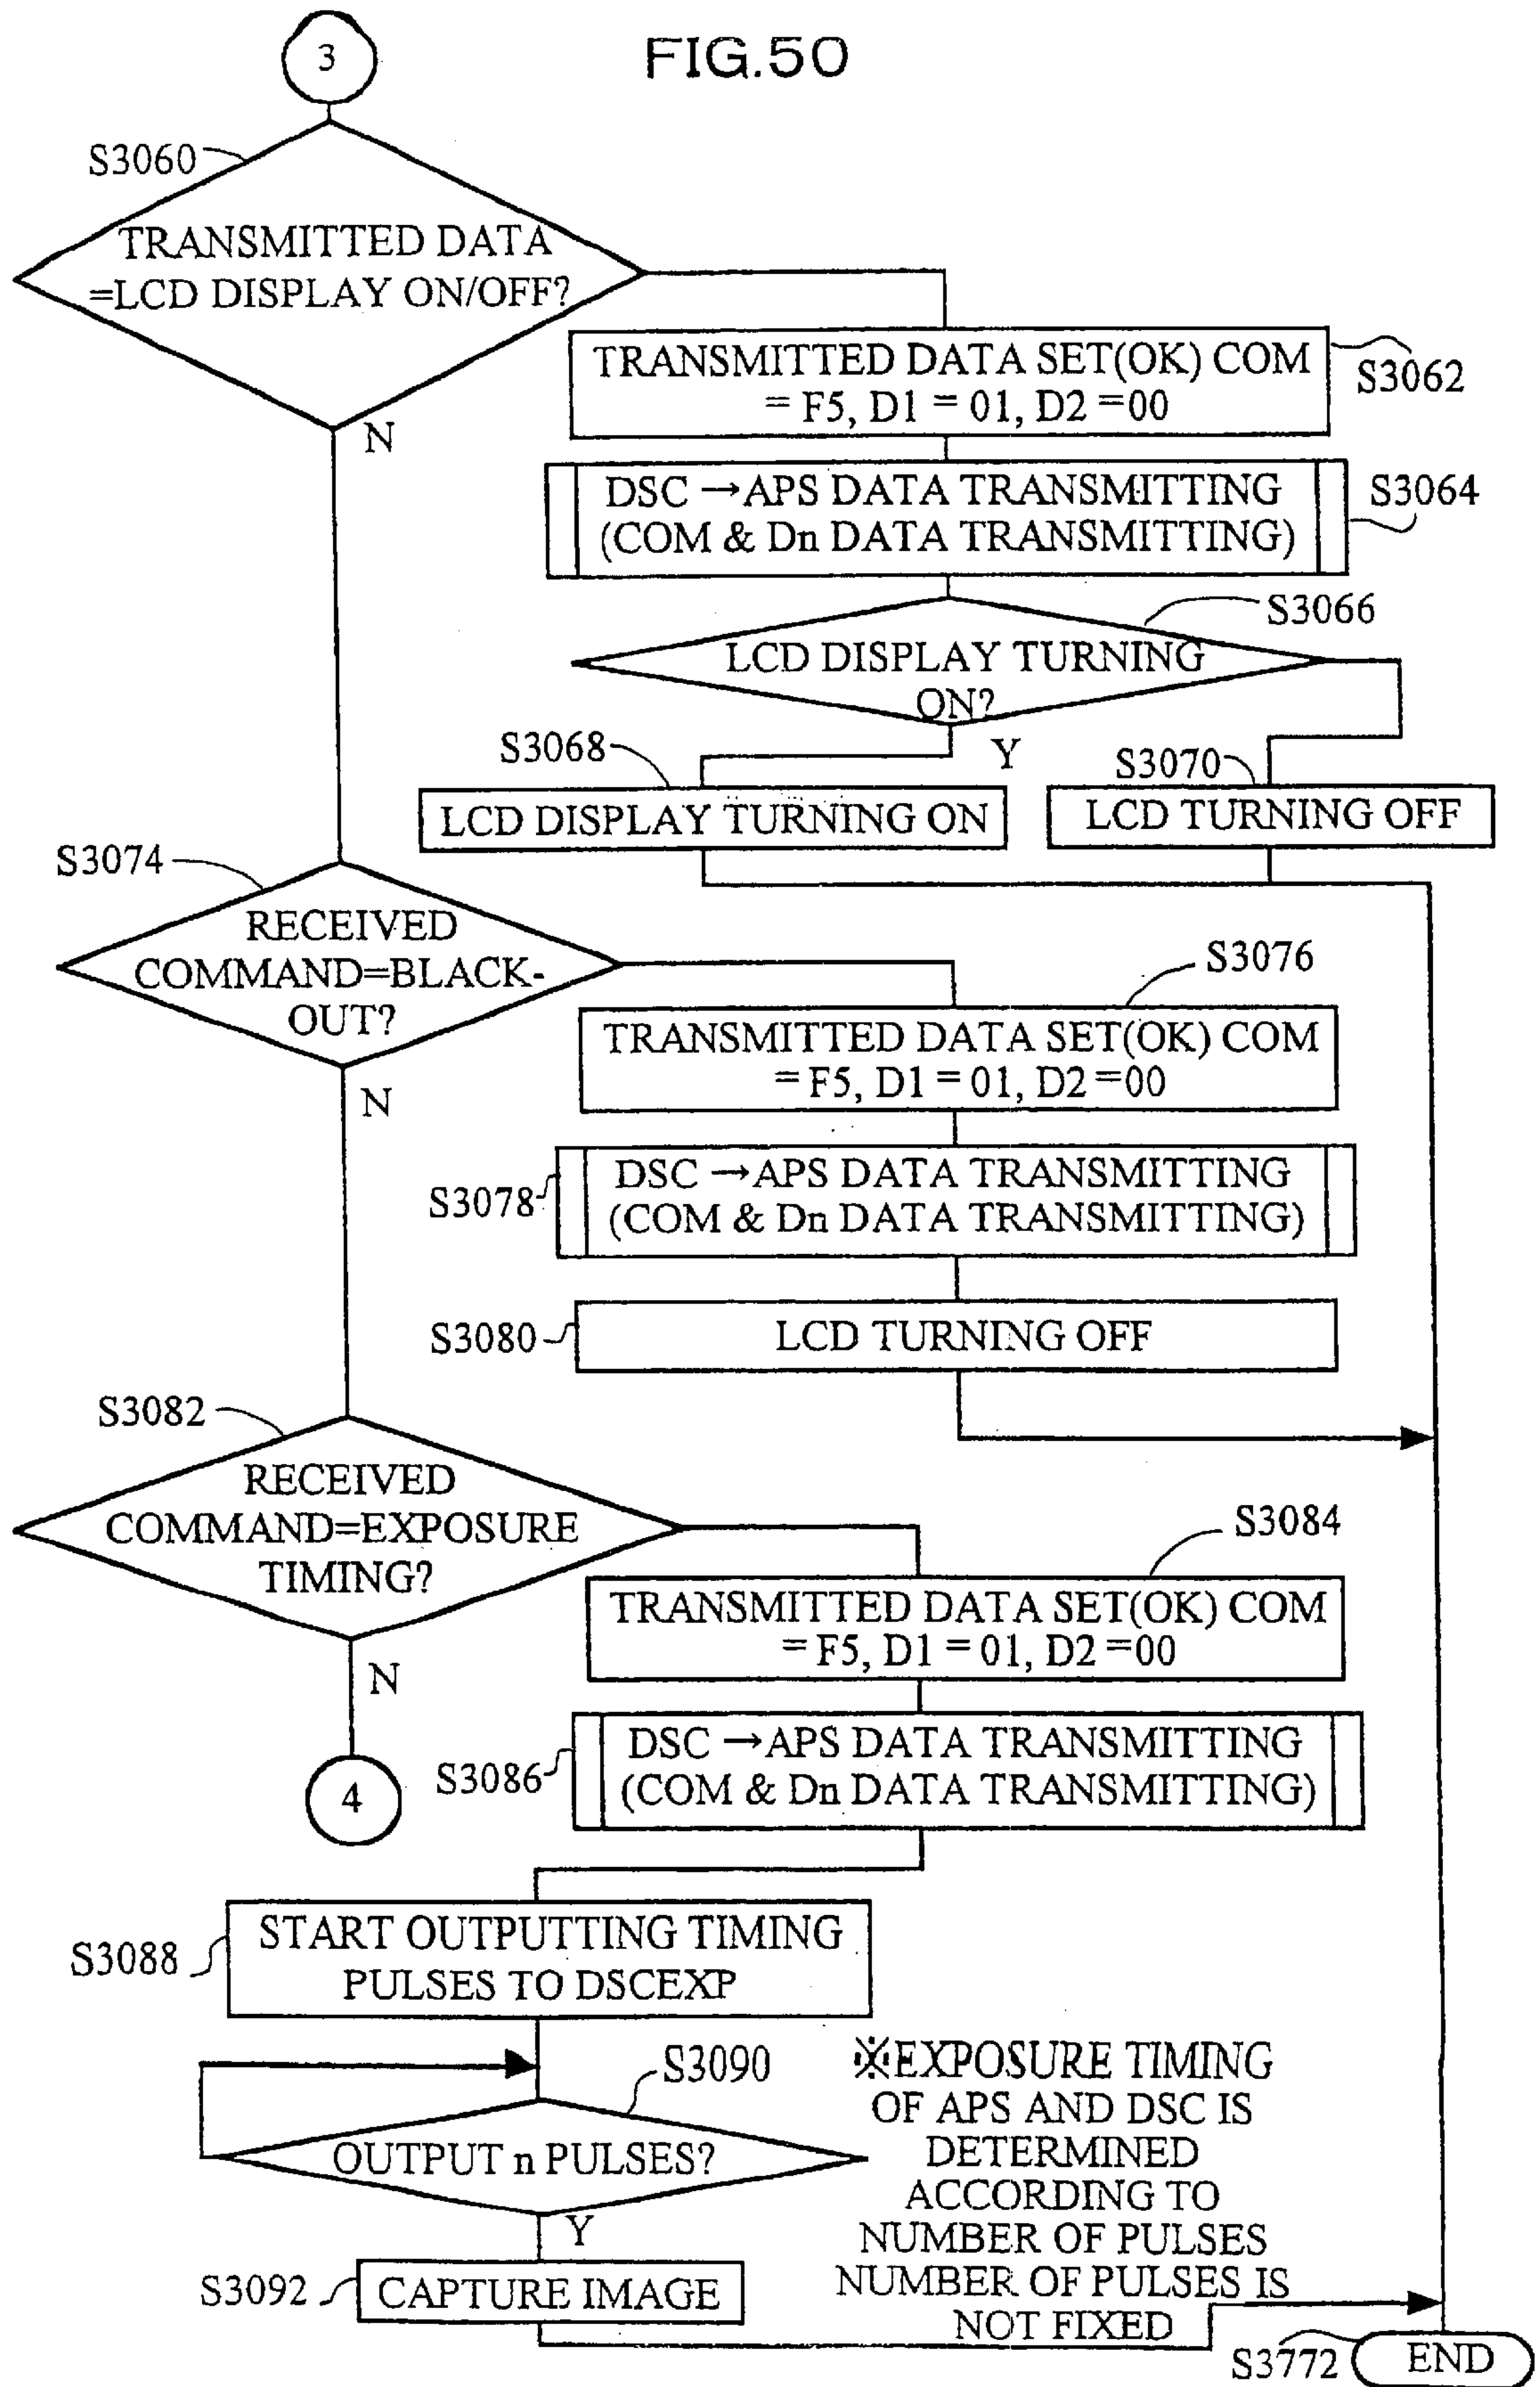 3
FIG.50
S3060
TRANSMITTED DATA
=LCD DISPLAY ON/OFF?
N
TRANSMITTED DATA SET(OK) COM
= F5, D1 = 01, D2 =00
S3062
DSC →APS DATA TRANSMITTING
(COM & Dn DATA TRANSMITTING)
S3064
S3066
LCD DISPLAY TURNING
ON?
Y
S3068
LCD DISPLAY TURNING ON
S3070
LCD TURNING OFF
S3074
RECEIVED
COMMAND=BLACK-
OUT?
N
S3076
TRANSMITTED DATA SET(OK) COM
= F5, D1 = 01, D2 =00
S3078
DSC →APS DATA TRANSMITTING
(COM & Dn DATA TRANSMITTING)
S3080
LCD TURNING OFF
S3082
RECEIVED
COMMAND=EXPOSURE
TIMING?
N
4
S3084
TRANSMITTED DATA SET(OK) COM
= F5, D1 = 01, D2 =00
S3086
DSC →APS DATA TRANSMITTING
(COM & Dn DATA TRANSMITTING)
S3088
START OUTPUTTING TIMING
PULSES TO DSCEXP
S3090
OUTPUT n PULSES?
Y
S3092
CAPTURE IMAGE
※EXPOSURE TIMING
OF APS AND DSC IS
DETERMINED
ACCORDING TO
NUMBER OF PULSES
NUMBER OF PULSES IS
NOT FIXED
S3772
END